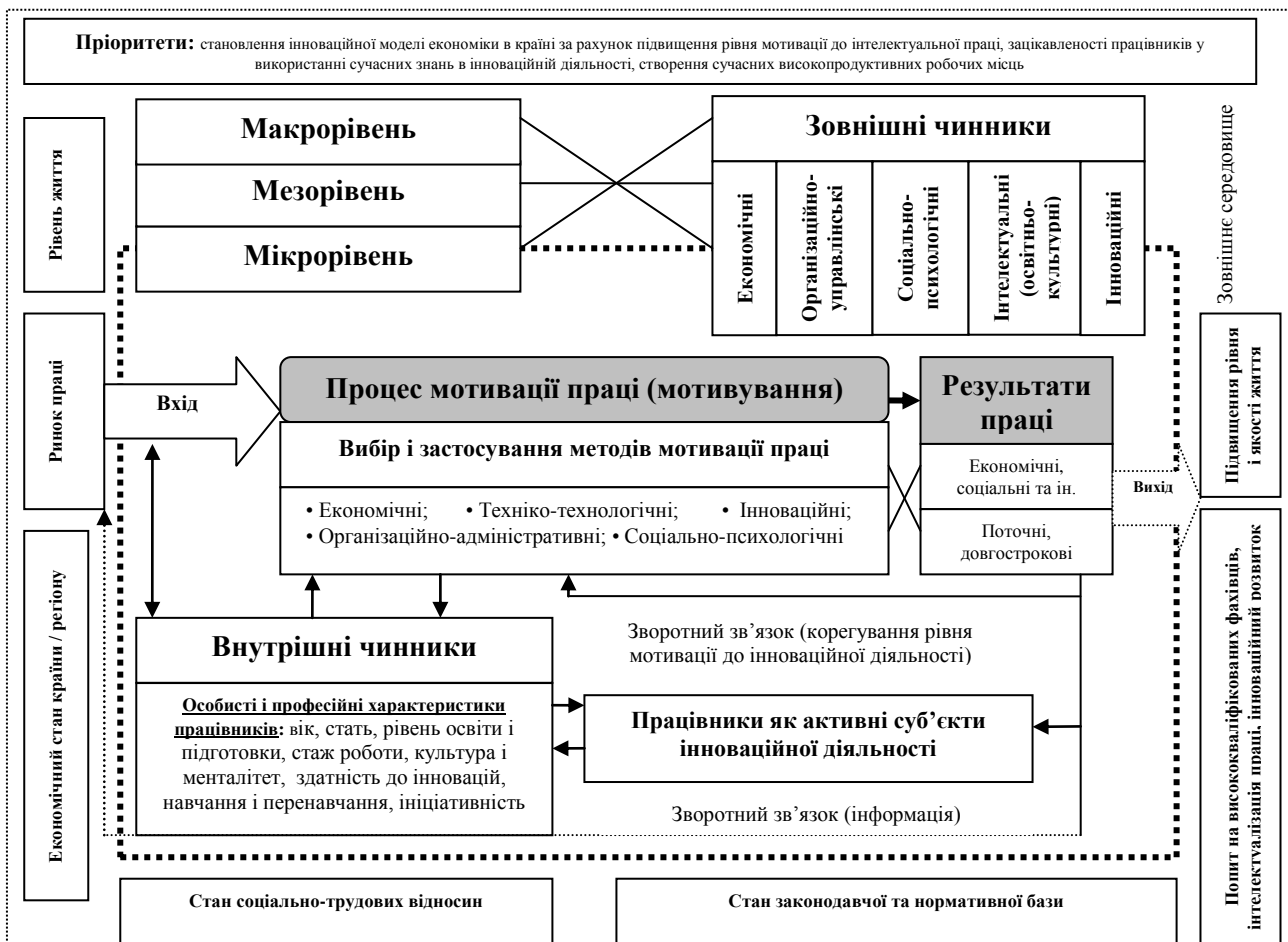 Пріоритети: становлення інноваційної моделі економіки в країні за рахунок підвищення рівня мотивації до інтелектуальної праці, зацікавленості працівників у
використанні сучасних знань в інноваційній діяльності, створення сучасних високопродуктивних робочих місць
Рівень життя
Макрорівень
Мезорівень
Мікрорівень
Зовнішні чинники
Економічні
Організаційно-
управлінські
Соціально-
психологічні
Інтелектуальні
(освітньо-
культурні)
Інноваційні
Зовнішнє середовище
Ринок праці
Вхід
Процес мотивації праці (мотивування)
Вибір і застосування методів мотивації праці
• Економічні; • Техніко-технологічні; • Інноваційні;
• Організаційно-адміністративні; • Соціально-психологічні
Результати
праці
Економічні,
соціальні та ін.
Поточні,
довгострокові
Вихід
Підвищення рівня
і якості життя
Економічний стан країни / регіону
Внутрішні чинники
Особисті і професійні характеристики
працівників: вік, стать, рівень освіти і
підготовки, стаж роботи, культура і
менталітет, здатність до інновацій,
навчання і перенавчання, ініціативність
Зворотний зв’язок (корегування рівня
мотивації до інноваційної діяльності)
Працівники як активні суб’єкти
інноваційної діяльності
Зворотний зв’язок (інформація)
Попит на висококваліфікованих фахівців,
інтелектуалізація праці, інноваційний розвиток
Стан соціально-трудових відносин
Стан законодавчої та нормативної бази